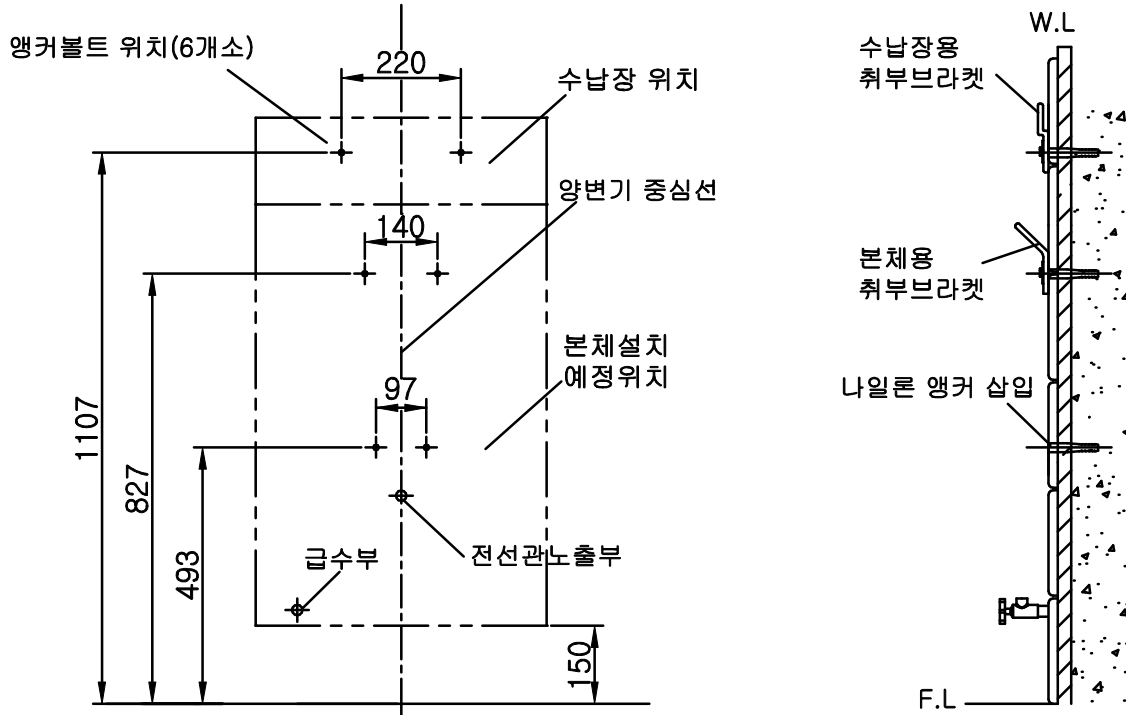 앵커볼트 위치(6개소)
220
수납장 위치
양변기 중심선
140
본체설치
예정위치
97
1107
827
493
급수부
전선관노출부
150
W.L
수납장용
취부브라켓
본체용
취부브라켓
나일론 앵커 삽입
F.L